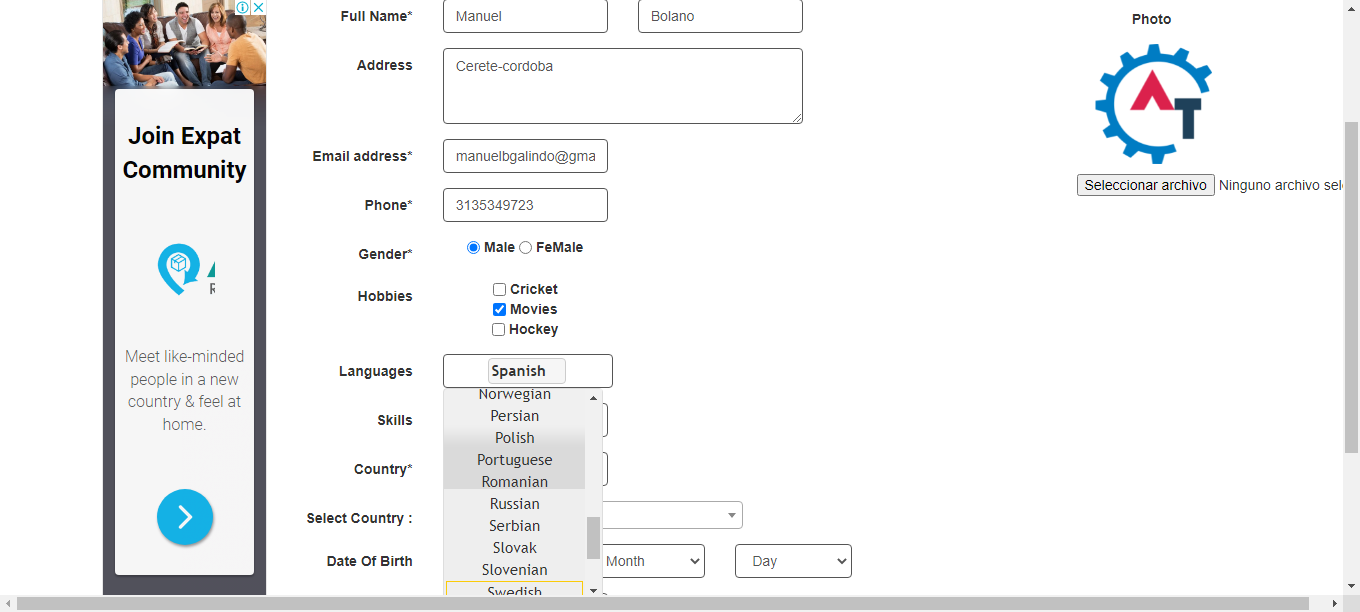 Join Expat
Community
Meet like-minded
people in a new
country & feel at
home.
Full Name*
Manuel
Bolano
Address
Cerete-cordoba
Email address*
manuelbgalindo@gma
Phone*
3135349723
Gender*
Male
FeMale
Hobbies
Cricket
Movies
Hockey
Languages
Spanish
Norwegian
Persian
Polish
Portuguese
Romanian
Russian
Serbian
Slovak
Slovenian
Swedish
Skills
Country*
Select Country :
Date Of Birth
Month
Day
Photo
AT
Seleccionar archivo
Ninguno archivo sel